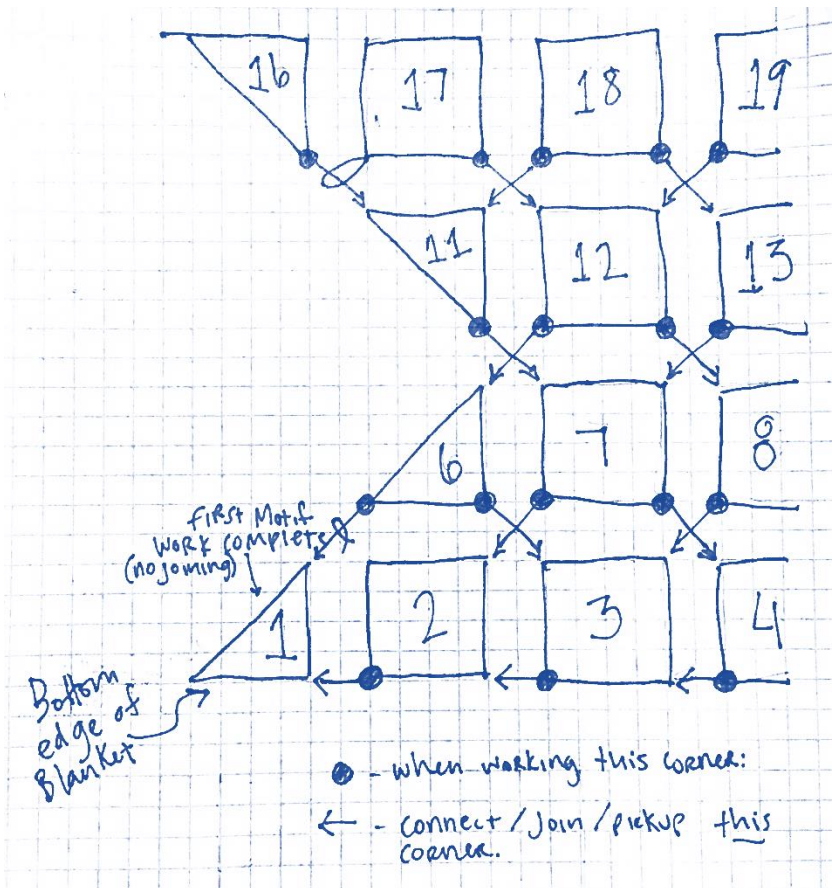 16 17 18 19
11 12 13
6 7 8
First Motif
Work complete
(no joining)
1 2 3 4
Bottom
edge of
Blanket
- when working this corner:
- connect/join/pickup this
corner.